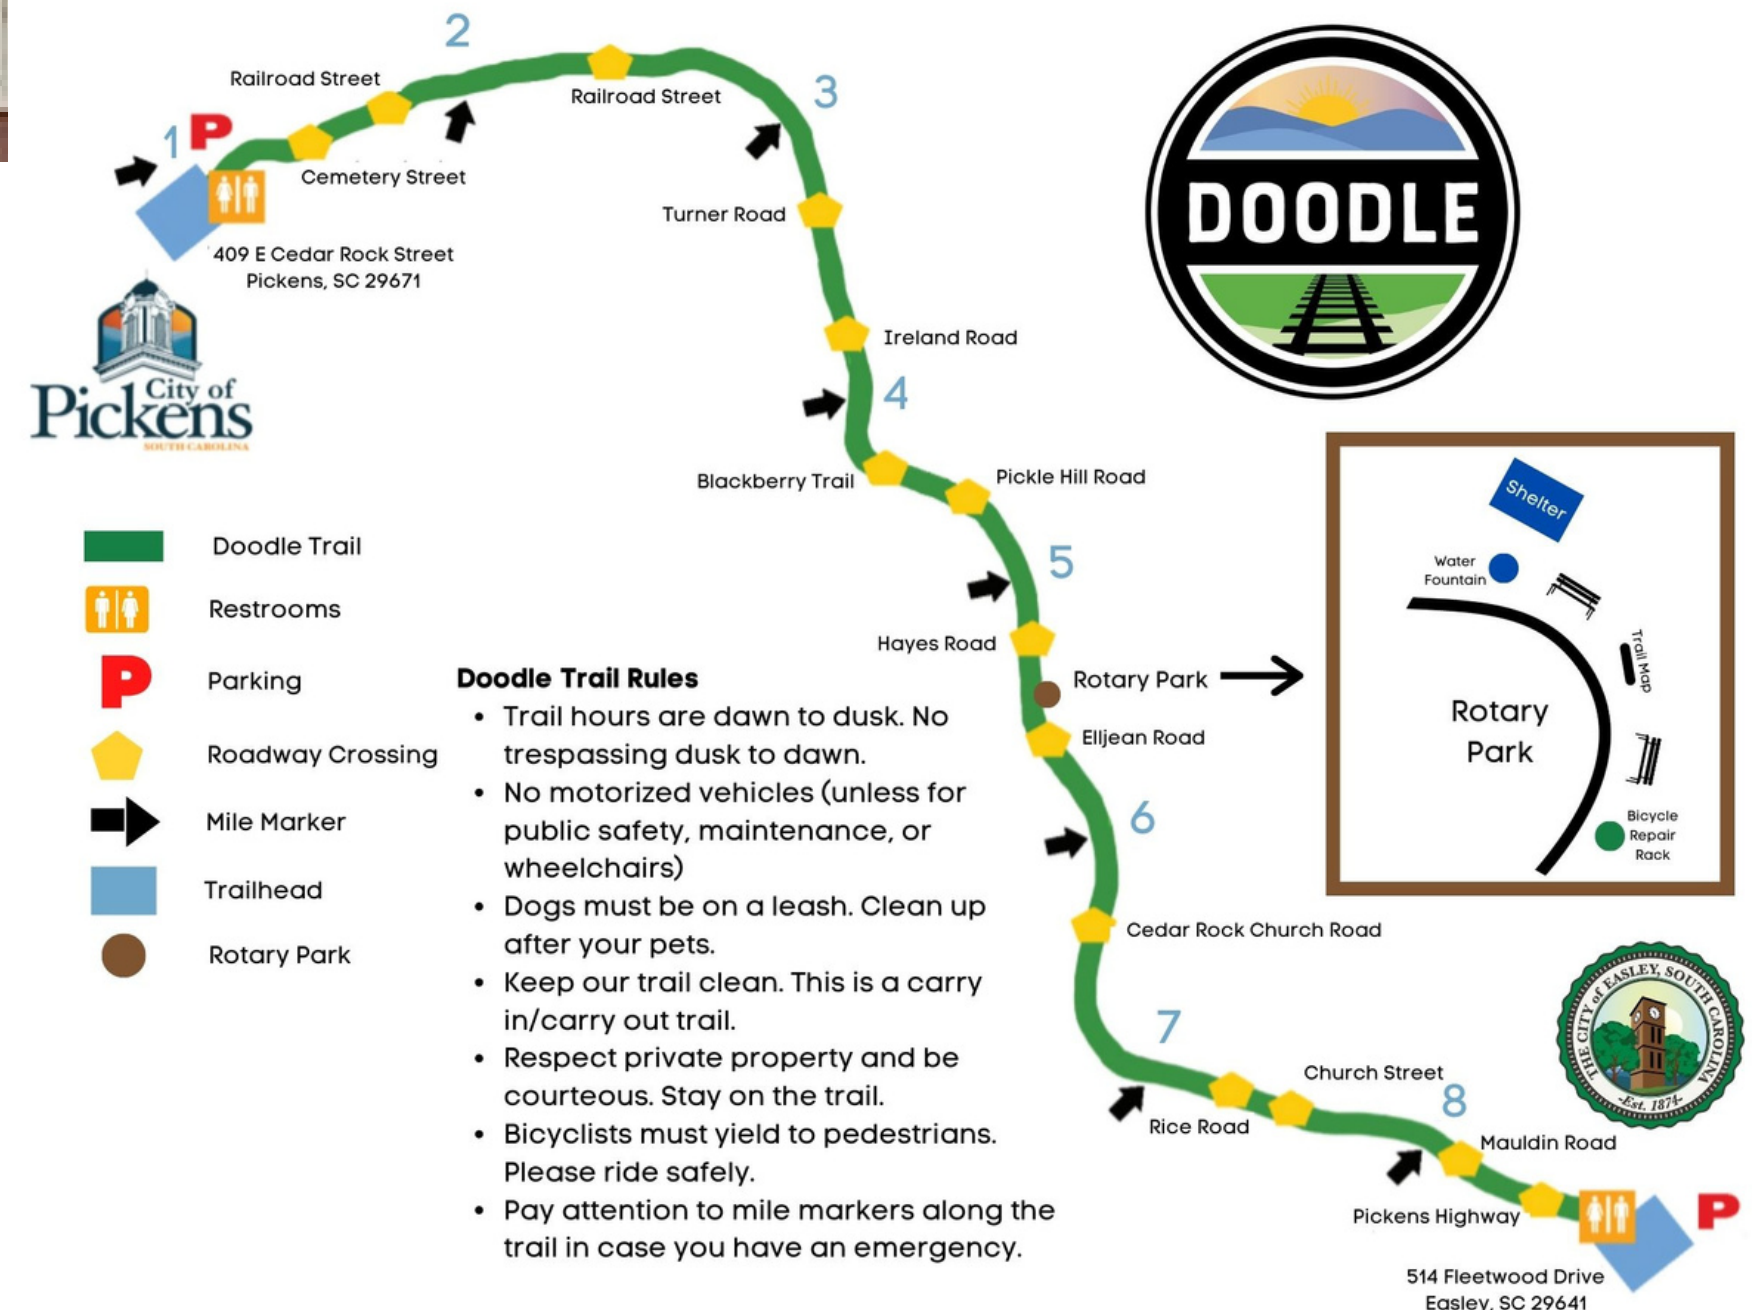 2
Railroad Street
Railroad Street
3
1
P
Cemetery Street
Turner Road
409 E Cedar Rock Street
Pickens, SC 29671
DOODLE
City of
Pickens
SOUTH CAROLINA
Ireland Road
4
Blackberry Trail
Pickle Hill Road
5
Hayes Road
Rotary Park
Elljean Road
6
Cedar Rock Church Road
7
Church Street
Rice Road
8
Mauldin Road
Pickens Highway
P
514 Fleetwood Drive
Easley, SC 29641
Doodle Trail
Restrooms
P
Parking
Roadway Crossing
Mile Marker
Trailhead
Rotary Park
Doodle Trail Rules
• Trail hours are dawn to dusk. No
trespassing dusk to dawn.
• No motorized vehicles (unless for
public safety, maintenance, or
wheelchairs)
• Dogs must be on a leash. Clean up
after your pets.
• Keep our trail clean. This is a carry
in/carry out trail.
• Respect private property and be
courteous. Stay on the trail.
• Bicyclists must yield to pedestrians.
Please ride safely.
• Pay attention to mile markers along the
trail in case you have an emergency.
Shelter
Water
Fountain
Trail Map
Rotary
Park
Bicycle
Repair
Rack
THE CITY of EASLEY, SOUTH CAROLINA
-Est. 1874-